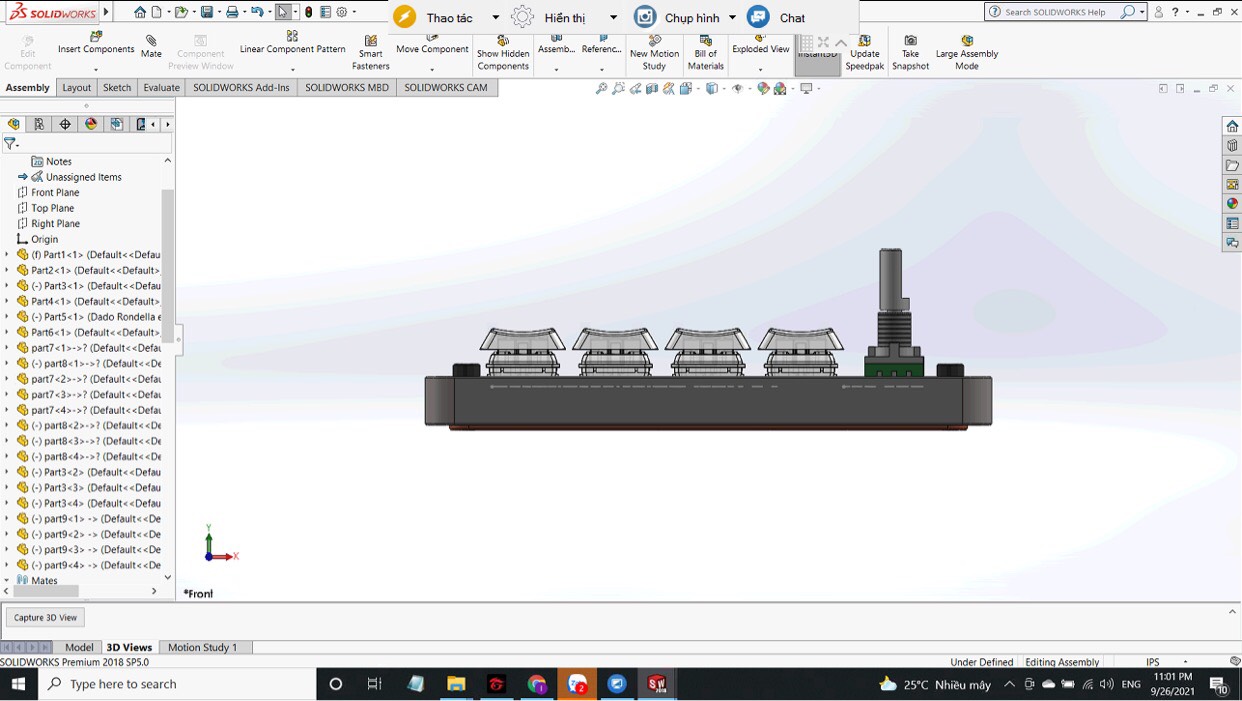 SOLIDWORKS
Thao tác
Hiển thị
Chụp hình
Chat
Search SOLIDWORKS Help
?
Edit Component
Insert Components
Mate
Component Preview Window
Linear Component Pattern
Smart Fasteners
Move Component
Show Hidden Components
Assemb...
Referenc...
New Motion Study
Bill of Materials
Exploded View
Instant3D
Update Speedpak
Take Snapshot
Large Assembly Mode
Assembly
Layout
Sketch
Evaluate
SOLIDWORKS Add-Ins
SOLIDWORKS MBD
SOLIDWORKS CAM
Notes
Unassigned Items
Front Plane
Top Plane
Right Plane
Origin
(f) Part1<1> (Default<<Defau
Part2<1> (Default<<Default>
(-) Part3<1> (Default<<Defau
Part4<1> (Default<<Default>
(-) Part5<1> (Dado Rondella e
Part6<1> (Default<<Default>
part7<1>->? (Default<<Defau
(-) part8<1>->? (Default<<De
part7<2>->? (Default<<Defau
part7<3>->? (Default<<Defau
part7<4>->? (Default<<Defau
(-) part8<2>->? (Default<<De
(-) part8<3>->? (Default<<De
(-) part8<4>->? (Default<<De
(-) Part3<2> (Default<<Defau
(-) Part3<3> (Default<<Defau
(-) Part3<4> (Default<<Defau
(-) part9<1> -> (Default<<De
(-) part9<2> -> (Default<<De
(-) part9<3> -> (Default<<De
(-) part9<4> -> (Default<<De
Mates
Y
X
*Front
Capture 3D View
Model
3D Views
Motion Study 1
SOLIDWORKS Premium 2018 SP5.0
Under Defined
Editing Assembly
IPS
Type here to search
2
25°C Nhiều mây
ENG
11:01 PM
9/26/2021
10